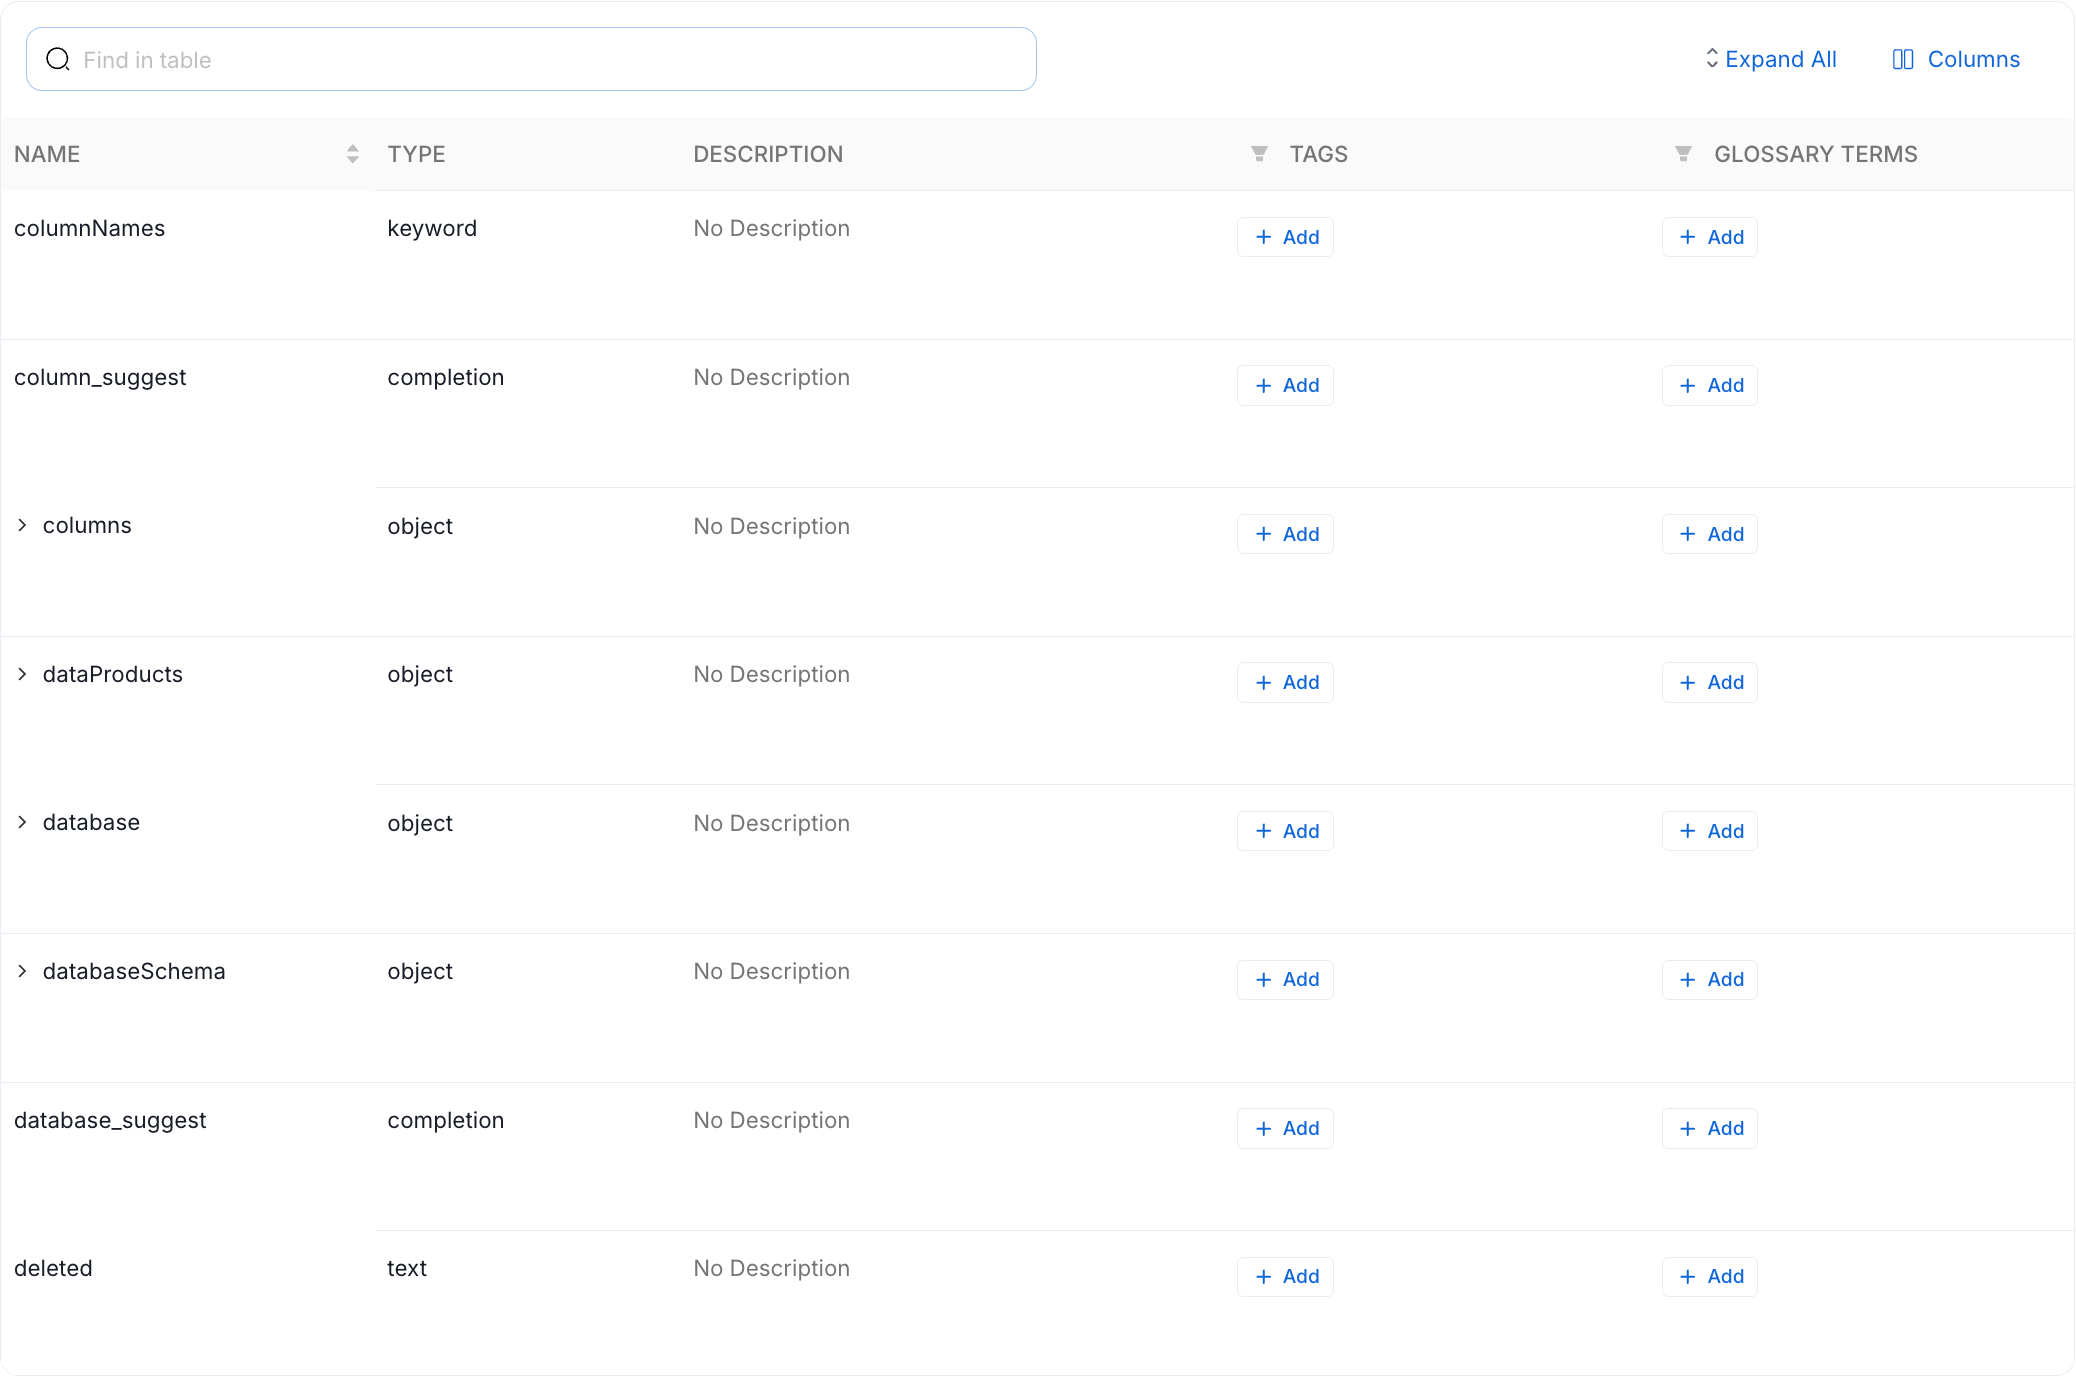 Find in table
Expand All
Columns
NAME TYPE DESCRIPTION TAGS GLOSSARY TERMS
columnNames keyword No Description + Add + Add
column_suggest completion No Description + Add + Add
columns object No Description + Add + Add
dataProducts object No Description + Add + Add
database object No Description + Add + Add
databaseSchema object No Description + Add + Add
database_suggest completion No Description + Add + Add
deleted text No Description + Add + Add